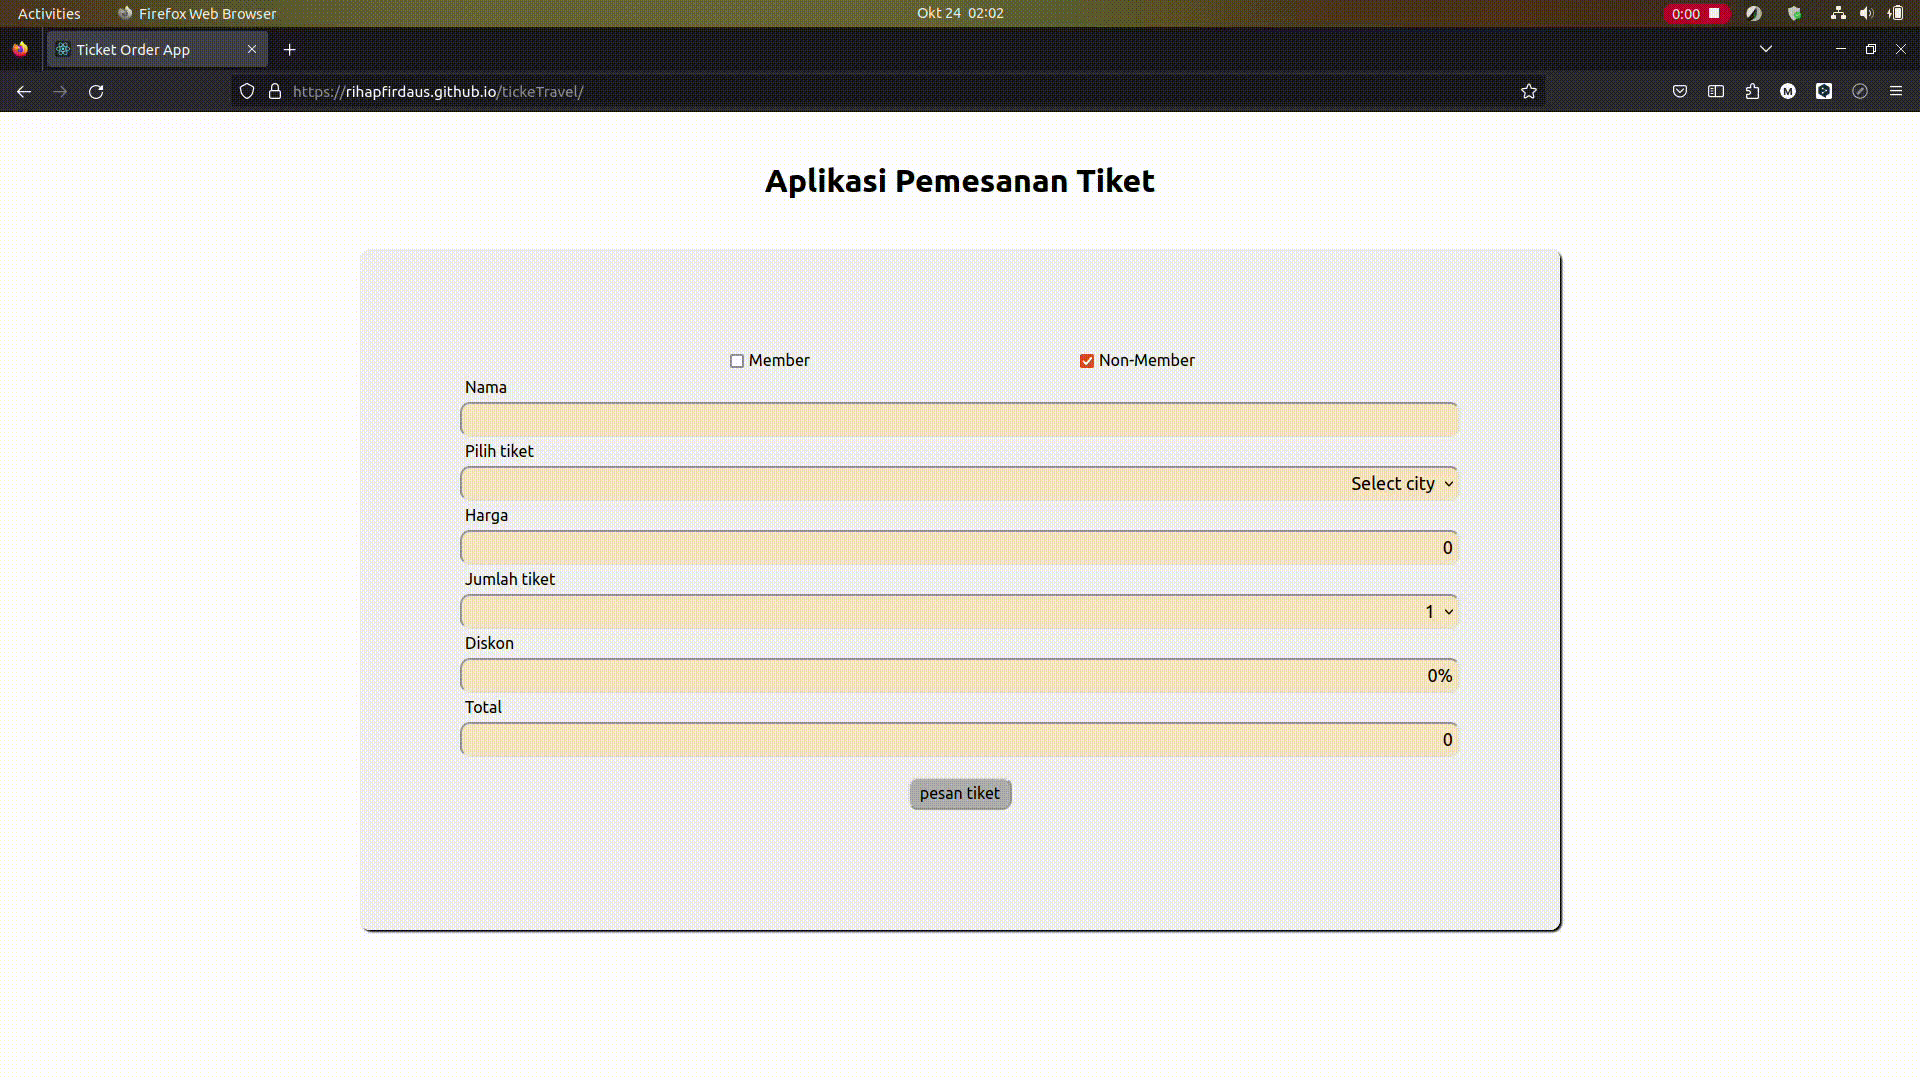 Activities Firefox Web Browser Okt 24 02:02 0:00
Ticket Order App
https://rihapfirdaus.github.io/tickeTravel/
Aplikasi Pemesanan Tiket
Member Non-Member
Nama
Pilih tiket
Select city
Harga
0
Jumlah tiket
1
Diskon
0%
Total
0
pesan tiket